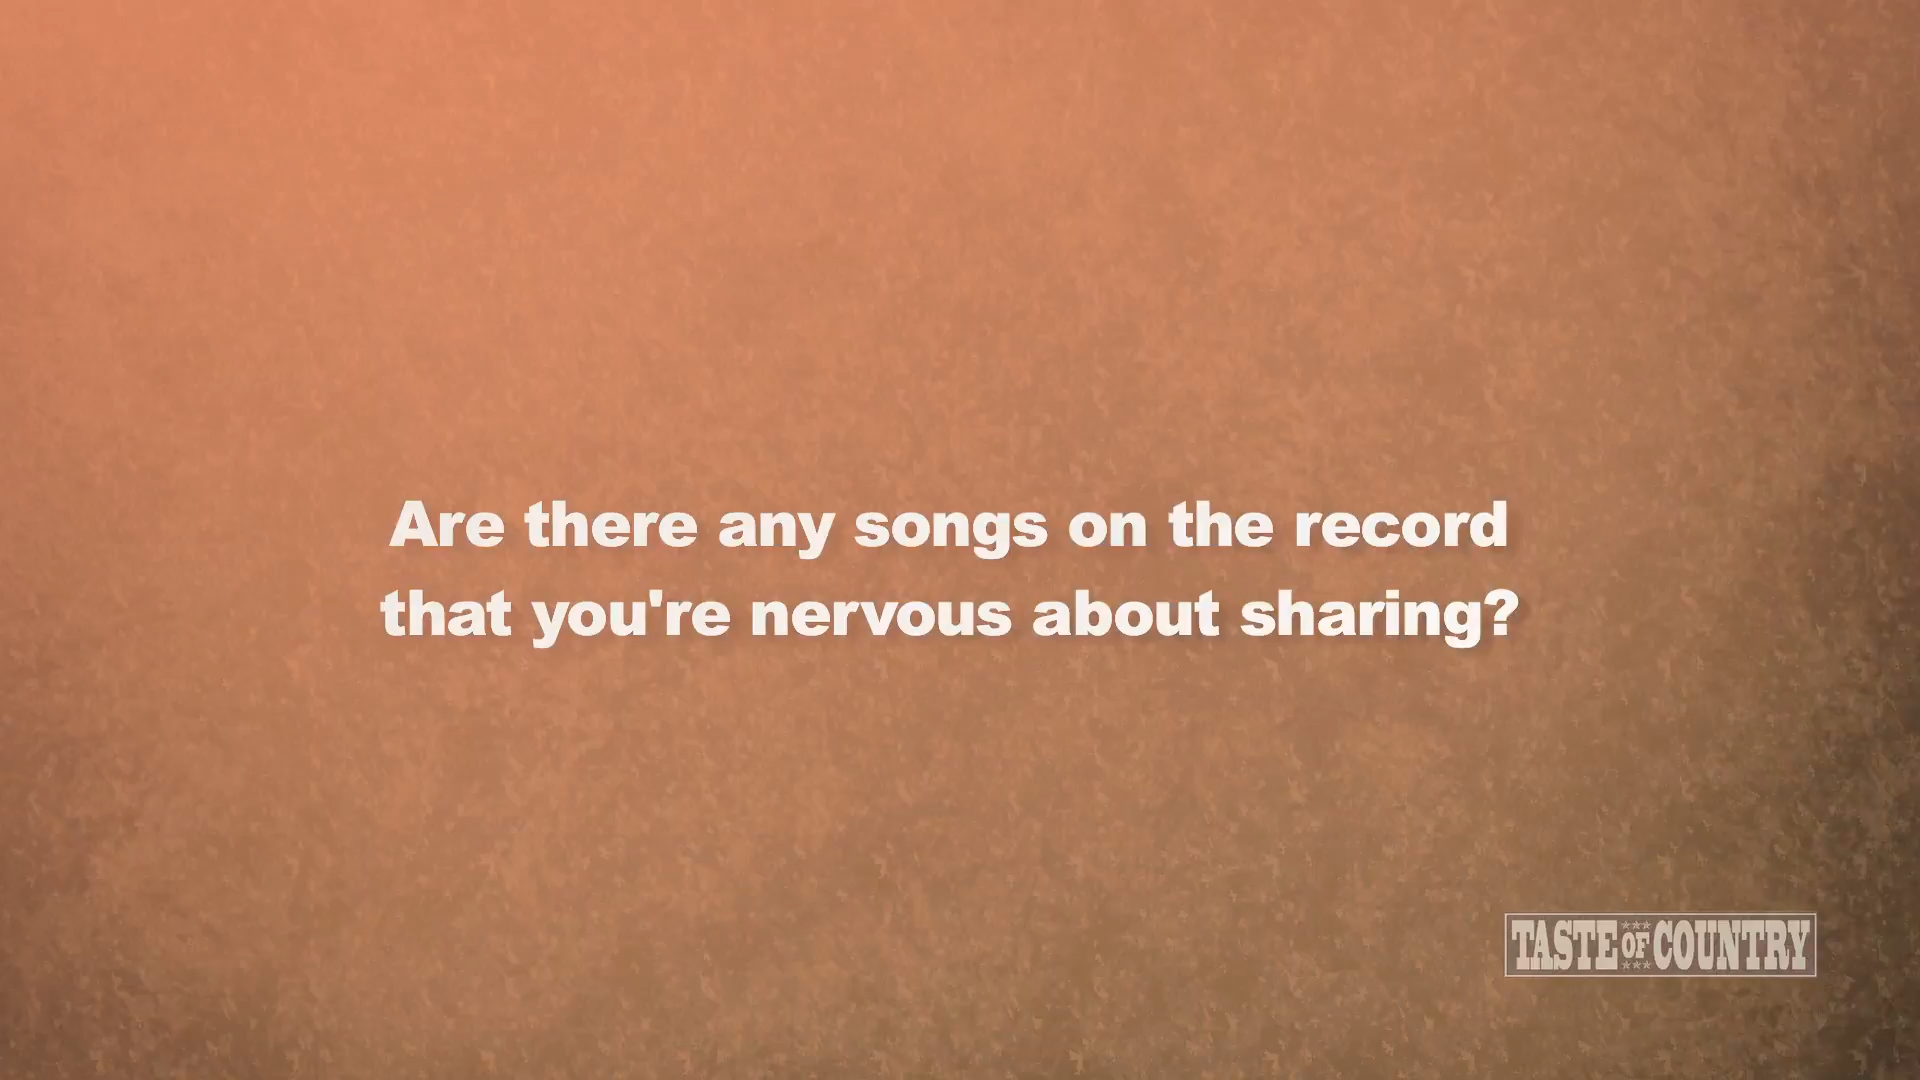 Are there any songs on the record
that you're nervous about sharing?
TASTE OF COUNTRY